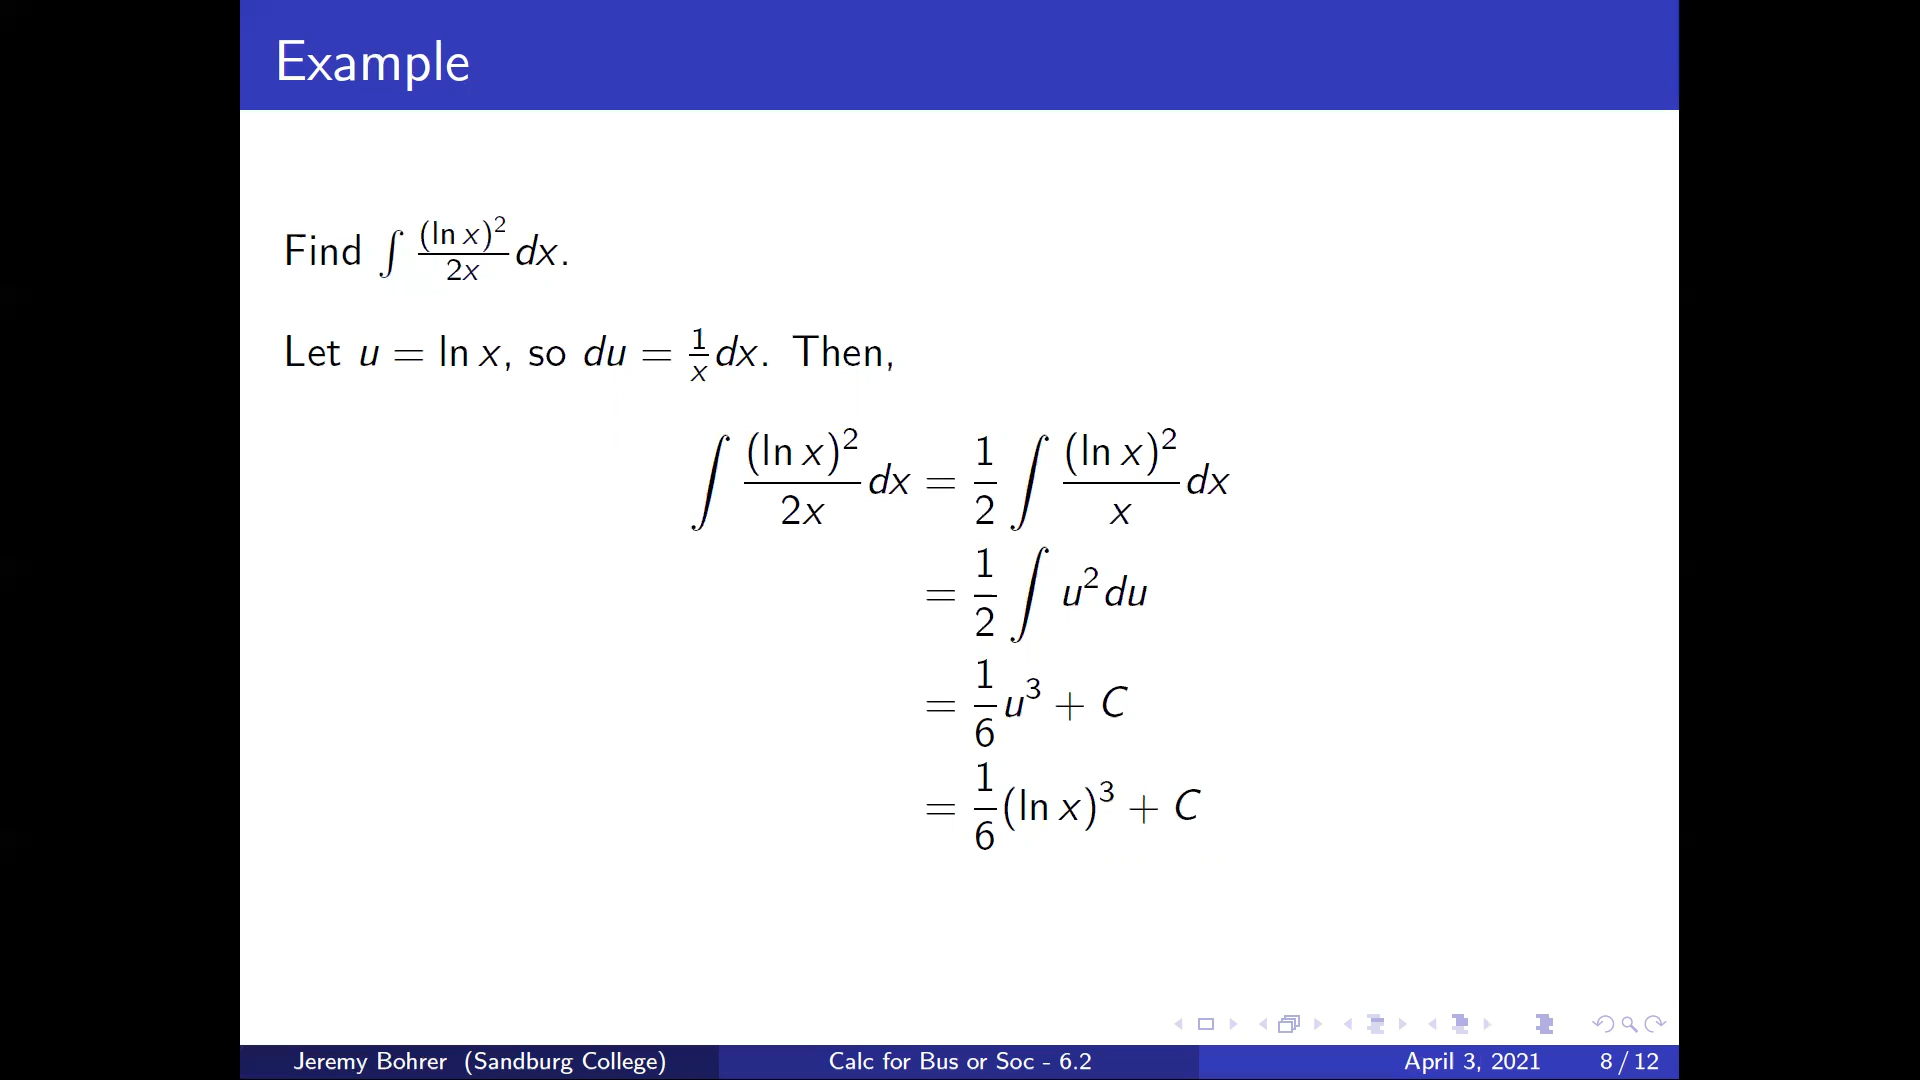 Example
Find ∫ (ln x)²/2x dx.
Let u = ln x, so du = 1/x dx. Then,
∫ (ln x)²/2x dx = 1/2 ∫ (ln x)²/x dx
= 1/2 ∫ u² du
= 1/6 u³ + C
= 1/6 (ln x)³ + C
Jeremy Bohrer (Sandburg College) Calc for Bus or Soc - 6.2 April 3, 2021 8 / 12